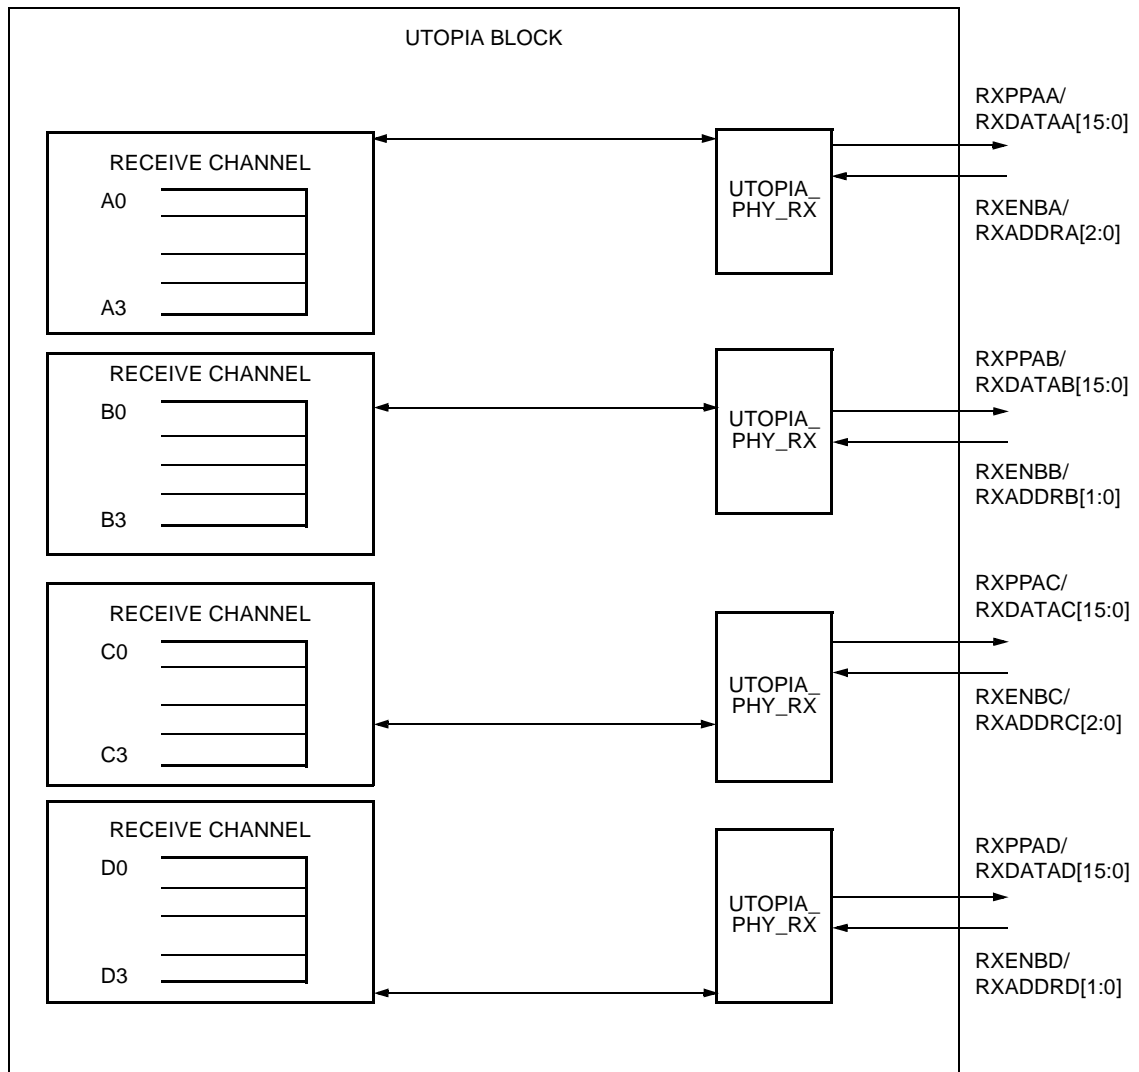 UTOPIA BLOCK
RECEIVE CHANNEL
A0
A3
UTOPIA_
PHY_RX
RXPPAA/
RXDATAA[15:0]
RXENBA/
RXADDRA[2:0]
RECEIVE CHANNEL
B0
B3
UTOPIA_
PHY_RX
RXPPAB/
RXDATAB[15:0]
RXENBB/
RXADDRB[1:0]
RECEIVE CHANNEL
C0
C3
UTOPIA_
PHY_RX
RXPPAC/
RXDATAC[15:0]
RXENBC/
RXADDRC[2:0]
RECEIVE CHANNEL
D0
D3
UTOPIA_
PHY_RX
RXPPAD/
RXDATAD[15:0]
RXENBD/
RXADDRD[1:0]